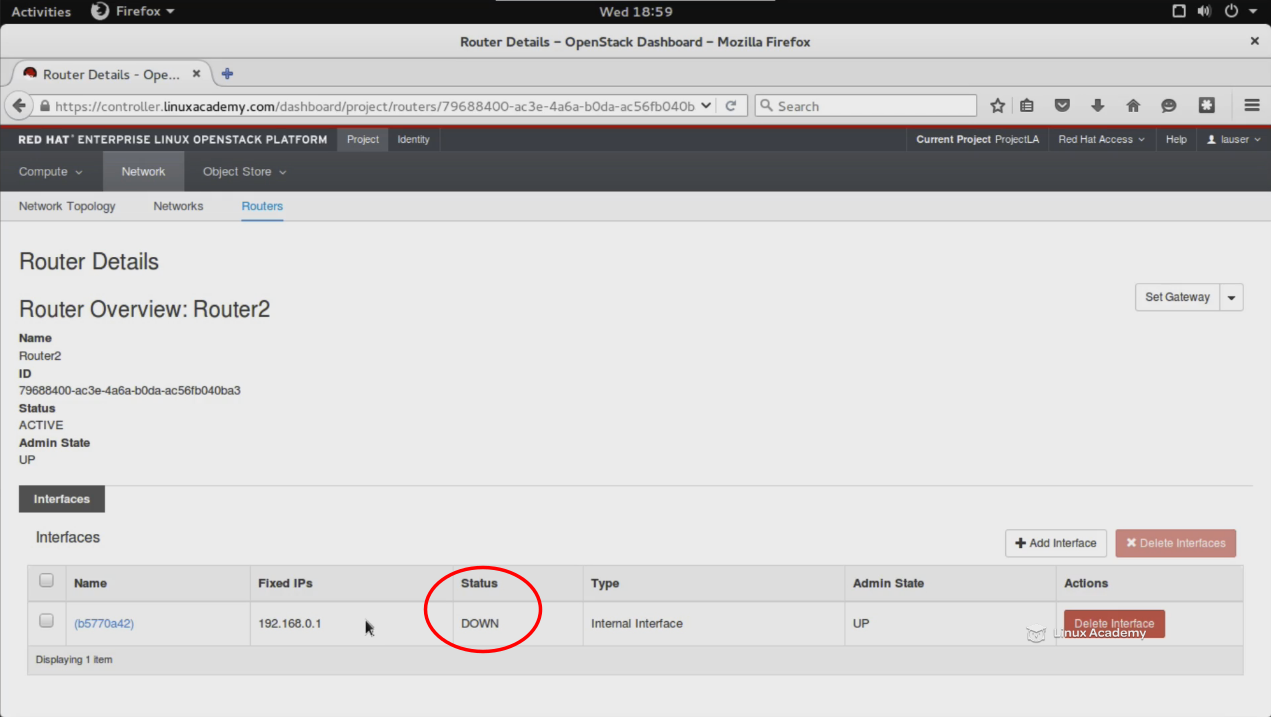 Activities Firefox Wed 18:59
Router Details – OpenStack Dashboard – Mozilla Firefox ×
Router Details - Ope... ×
https://controller.linuxacademy.com/dashboard/project/routers/79688400-ac3e-4a6a-b0da-ac56fb040b Search
RED HAT® ENTERPRISE LINUX OPENSTACK PLATFORM Project Identity Current Project ProjectLA Red Hat Access Help lauser
Compute Network Object Store
Network Topology Networks Routers
Router Details
Set Gateway
Router Overview: Router2
Name
Router2
ID
79688400-ac3e-4a6a-b0da-ac56fb040ba3
Status
ACTIVE
Admin State
UP
Interfaces
Interfaces
Add Interface Delete Interfaces
Name Fixed IPs Status Type Admin State Actions
(b5770a42) 192.168.0.1 DOWN Internal Interface UP Delete Interface
Linux Academy
Displaying 1 item